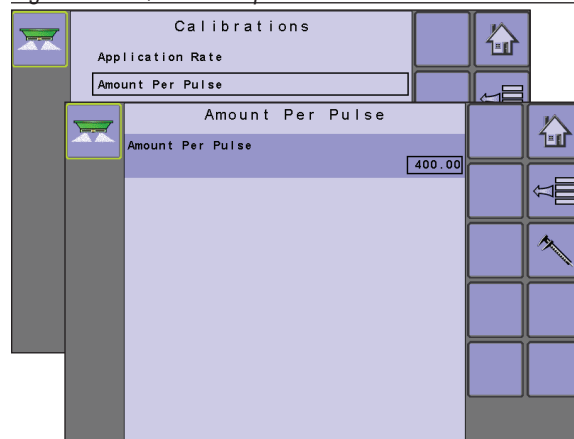 Calibrations
Application Rate
Amount Per Pulse
Amount Per Pulse
Amount Per Pulse
400.00